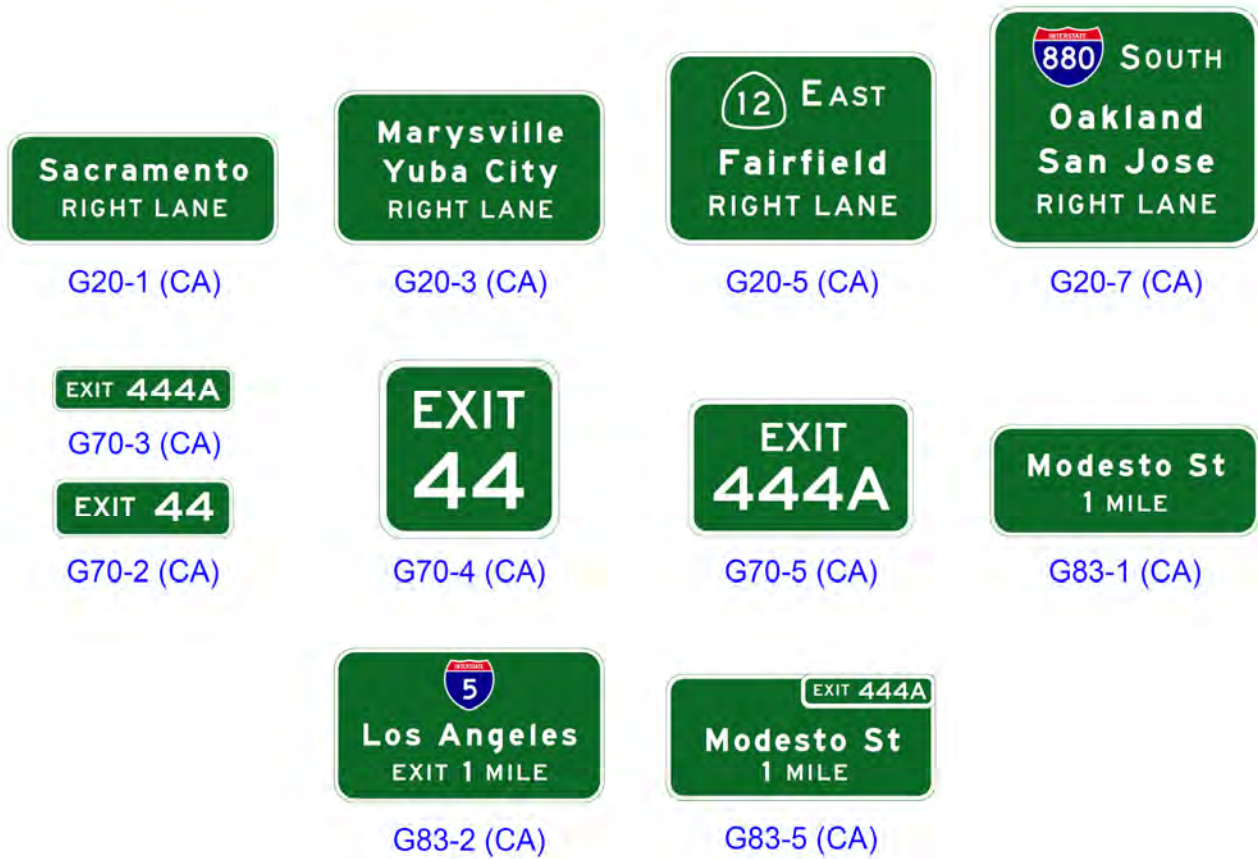 Sacramento
RIGHT LANE
G20-1 (CA)
Marysville
Yuba City
RIGHT LANE
G20-3 (CA)
12 EAST
Fairfield
RIGHT LANE
G20-5 (CA)
INTERSTATE
880 SOUTH
Oakland
San Jose
RIGHT LANE
G20-7 (CA)
EXIT 444A
G70-3 (CA)
EXIT 44
G70-2 (CA)
EXIT
44
G70-4 (CA)
EXIT
444A
G70-5 (CA)
Modesto St
1 MILE
G83-1 (CA)
INTERSTATE
5
Los Angeles
EXIT 1 MILE
G83-2 (CA)
EXIT 444A
Modesto St
1 MILE
G83-5 (CA)